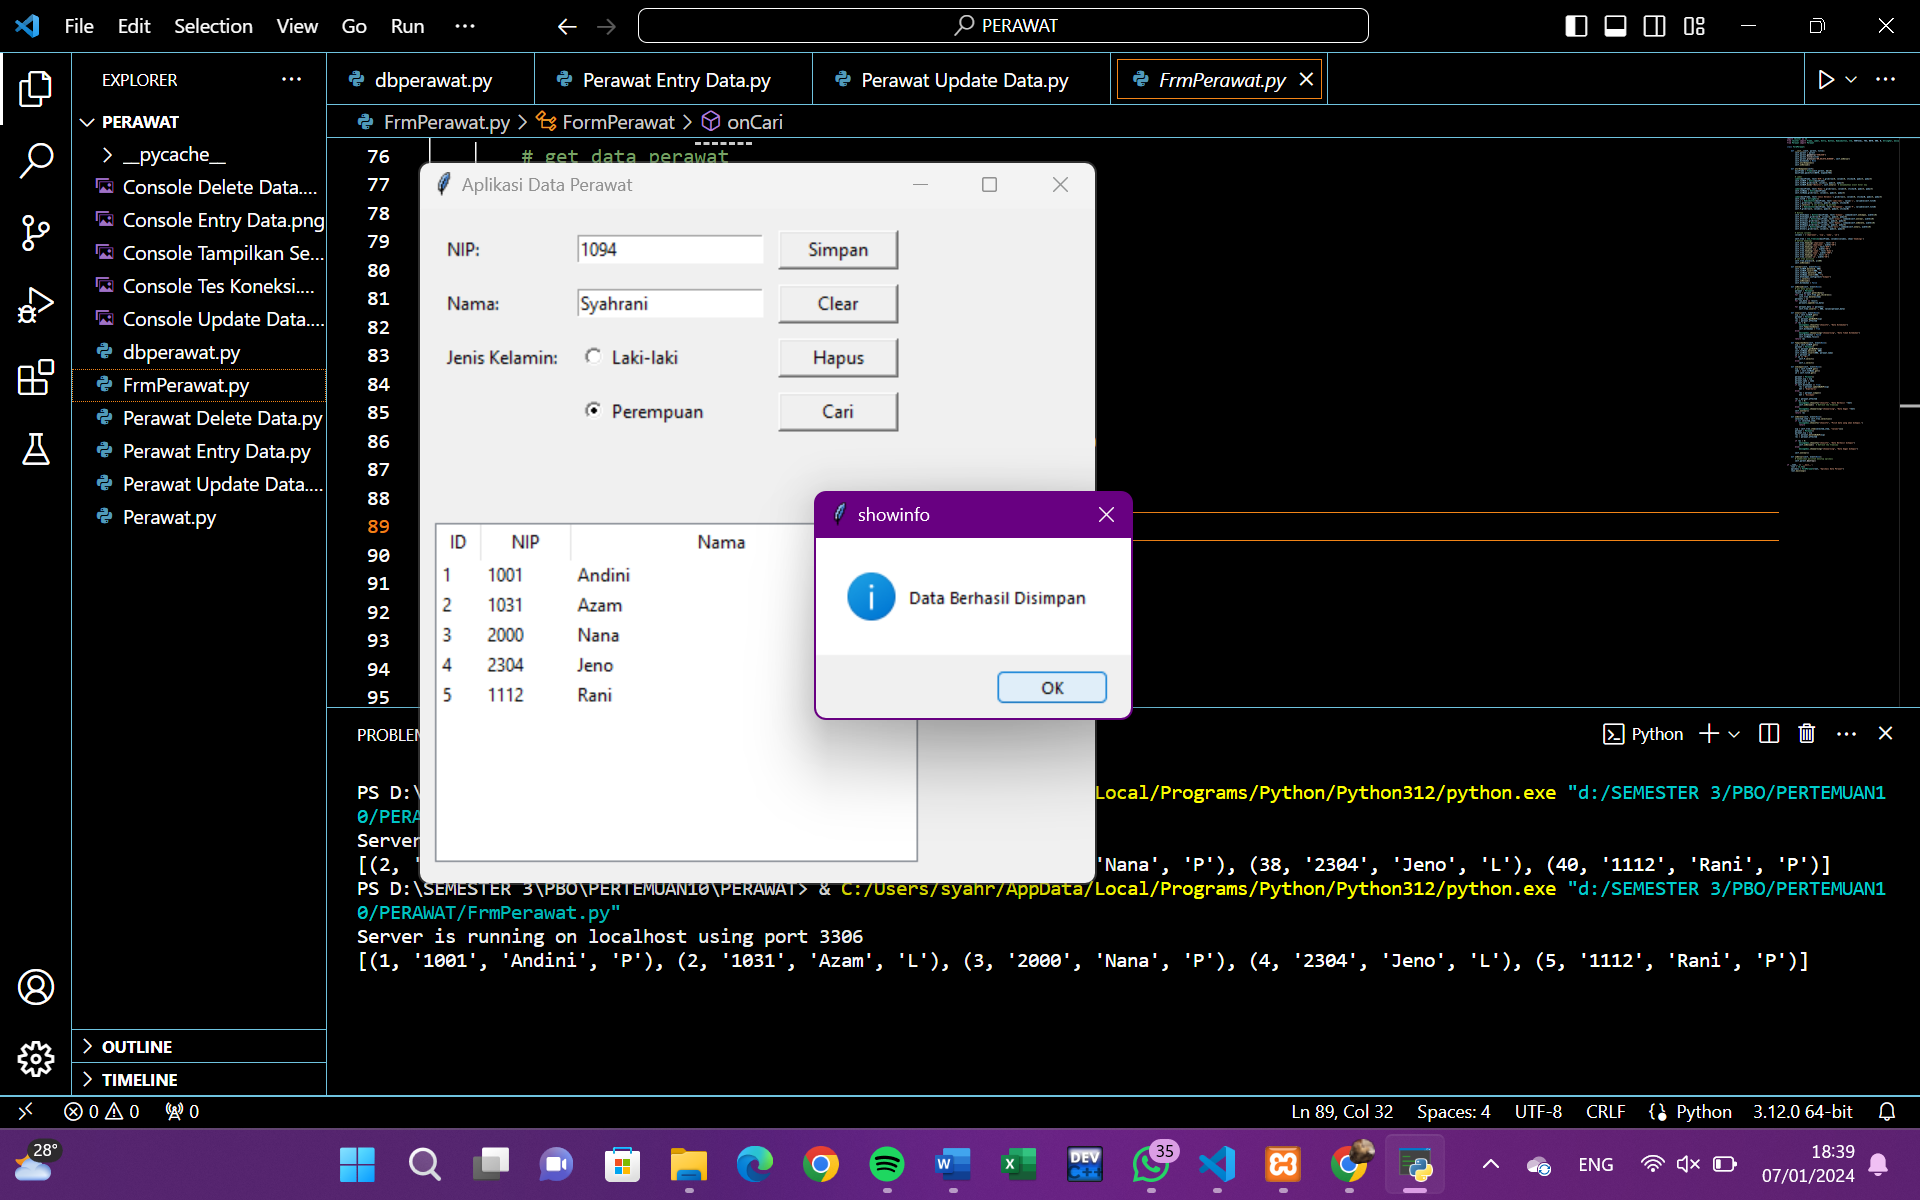 File Edit Selection View Go Run ...
PERAWAT
EXPLORER
dbperawat.py
Perawat Entry Data.py
Perawat Update Data.py
FrmPerawat.py
FrmPerawat.py > FormPerawat > onCari
PERAWAT
__pycache__
Console Delete Data....
Console Entry Data.png
Console Tampilkan Se...
Console Tes Koneksi....
Console Update Data....
dbperawat.py
FrmPerawat.py
Perawat Delete Data.py
Perawat Entry Data.py
Perawat Update Data....
Perawat.py
OUTLINE
TIMELINE
76 # get data perawat
77
78
79
80
81
82
83
84
85
86
87
88
89
90
91
92
93
94
95
Aplikasi Data Perawat
NIP: 1094 Simpan
Nama: Syahrani Clear
Jenis Kelamin: Laki-laki Hapus
Perempuan Cari
ID NIP Nama
1 1001 Andini
2 1031 Azam
3 2000 Nana
4 2304 Jeno
5 1112 Rani
showinfo
Data Berhasil Disimpan
OK
PROBLEM
Python
PS D:\ Local/Programs/Python/Python312/python.exe "d:/SEMESTER 3/PBO/PERTEMUAN1
0/PERA
Server
[(2, ' 'Nana', 'P'), (38, '2304', 'Jeno', 'L'), (40, '1112', 'Rani', 'P')]
PS D:\SEMESTER 3\PBO\PERTEMUAN10\PERAWAT> & C:/Users/syahr/AppData/Local/Programs/Python/Python312/python.exe "d:/SEMESTER 3/PBO/PERTEMUAN1
0/PERAWAT/FrmPerawat.py"
Server is running on localhost using port 3306
[(1, '1001', 'Andini', 'P'), (2, '1031', 'Azam', 'L'), (3, '2000', 'Nana', 'P'), (4, '2304', 'Jeno', 'L'), (5, '1112', 'Rani', 'P')]
0 0 0
Ln 89, Col 32 Spaces: 4 UTF-8 CRLF Python 3.12.0 64-bit
28°
DEV C++
35
ENG
18:39
07/01/2024